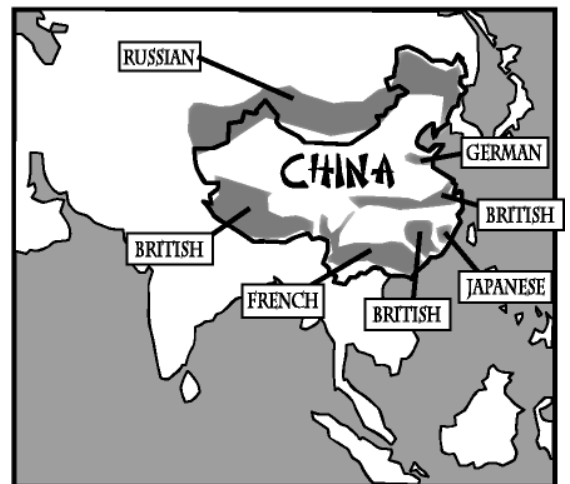 RUSSIAN
GERMAN
CHINA
BRITISH
BRITISH
JAPANESE
FRENCH
BRITISH